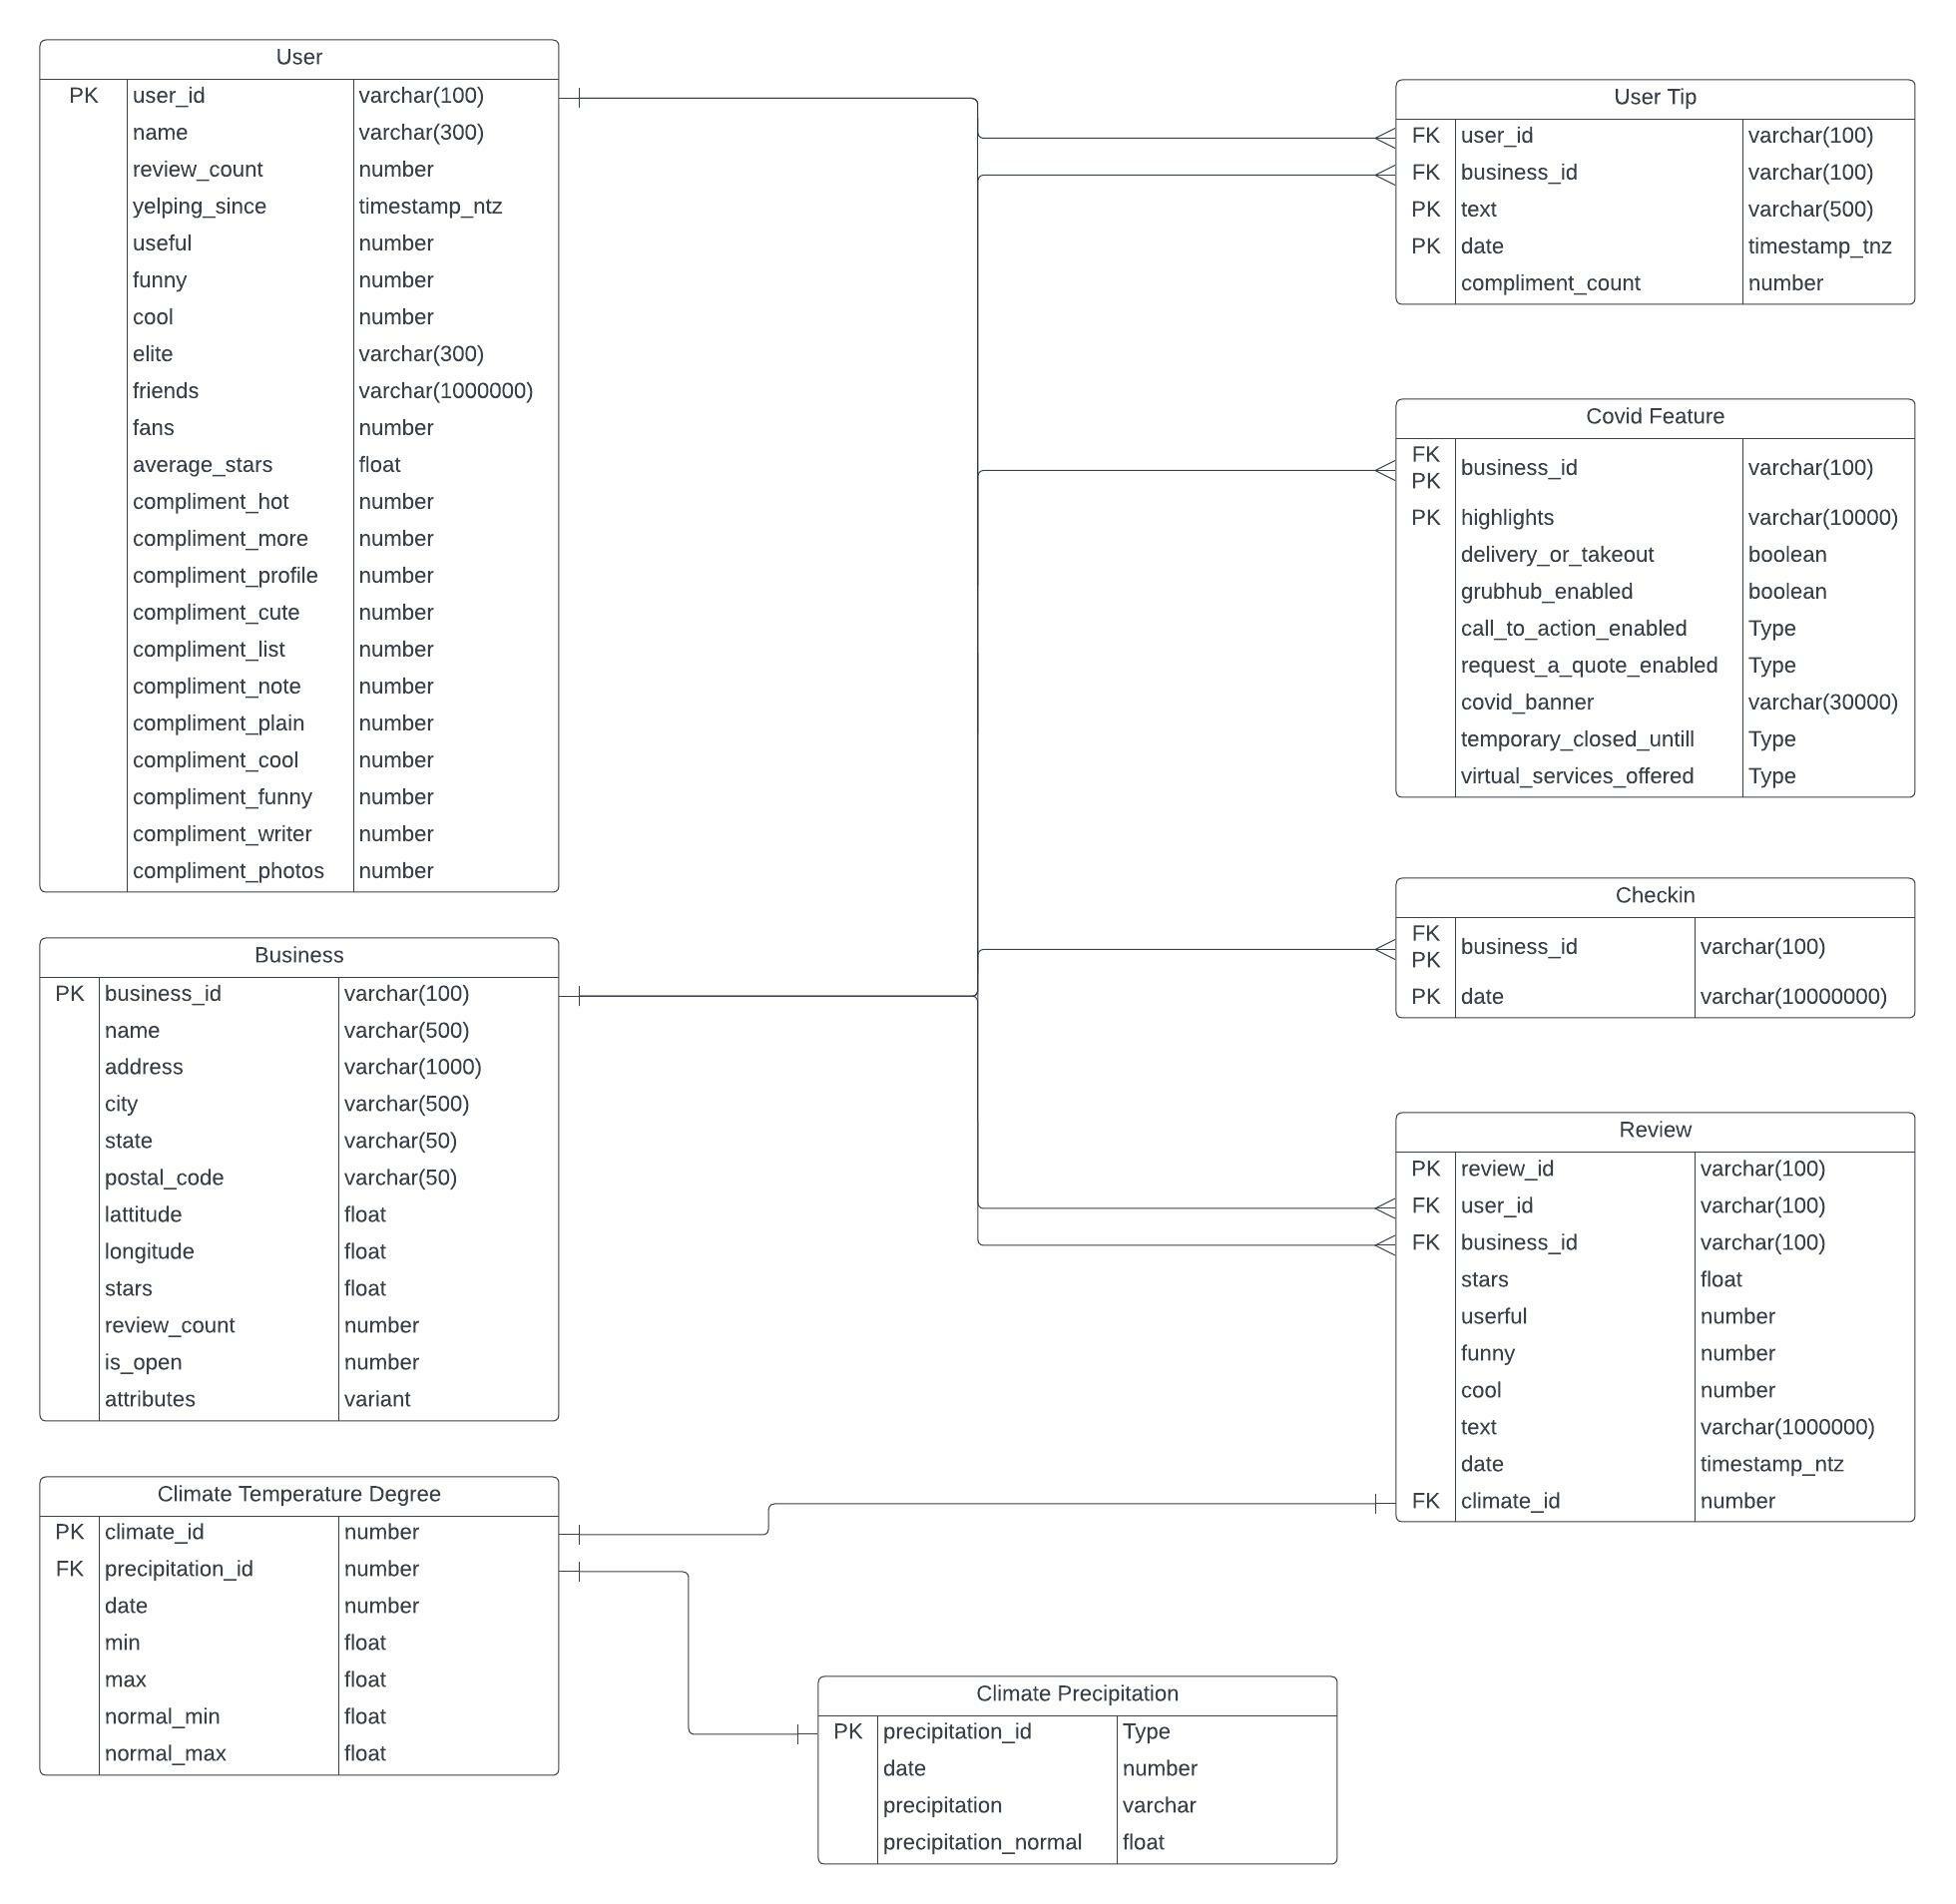 User
PK user_id varchar(100)
name varchar(300)
review_count number
yelping_since timestamp_ntz
useful number
funny number
cool number
elite varchar(300)
friends varchar(1000000)
fans number
average_stars float
compliment_hot number
compliment_more number
compliment_profile number
compliment_cute number
compliment_list number
compliment_note number
compliment_plain number
compliment_cool number
compliment_funny number
compliment_writer number
compliment_photos number
User Tip
FK user_id varchar(100)
FK business_id varchar(100)
PK text varchar(500)
PK date timestamp_tnz
compliment_count number
Covid Feature
FK
PK business_id varchar(100)
PK highlights varchar(10000)
delivery_or_takeout boolean
grubhub_enabled boolean
call_to_action_enabled Type
request_a_quote_enabled Type
covid_banner varchar(30000)
temporary_closed_untill Type
virtual_services_offered Type
Business
PK business_id varchar(100)
name varchar(500)
address varchar(1000)
city varchar(500)
state varchar(50)
postal_code varchar(50)
lattitude float
longitude float
stars float
review_count number
is_open number
attributes variant
Checkin
FK
PK business_id varchar(100)
PK date varchar(10000000)
Review
PK review_id varchar(100)
FK user_id varchar(100)
FK business_id varchar(100)
stars float
userful number
funny number
cool number
text varchar(1000000)
date timestamp_ntz
FK climate_id number
Climate Temperature Degree
PK climate_id number
FK precipitation_id number
date number
min float
max float
normal_min float
normal_max float
Climate Precipitation
PK precipitation_id Type
date number
precipitation varchar
precipitation_normal float